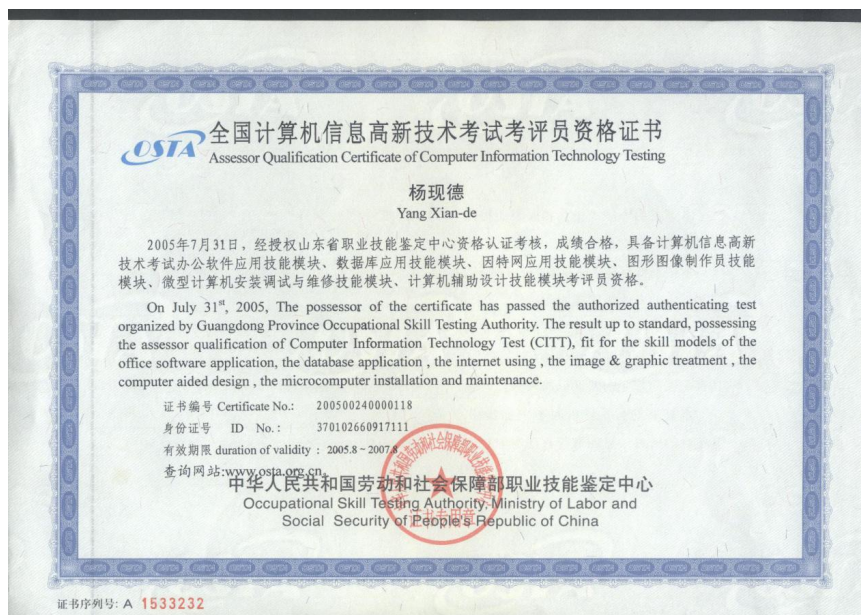 OSTA
全国计算机信息高新技术考试考评员资格证书
Assessor Qualification Certificate of Computer Information Technology Testing
杨现德
Yang Xian-de
2005年7月31日，经授权山东省职业技能鉴定中心资格认证考核，成绩合格，具备计算机信息高新
技术考试办公软件应用技能模块、数据库应用技能模块、因特网应用技能模块、图形图像制作员技能
模块、微型计算机安装调试与维修技能模块、计算机辅助设计技能模块考评员资格。
On July 31st, 2005, The possessor of the certificate has passed the authorized authenticating test
organized by Guangdong Province Occupational Skill Testing Authority. The result up to standard, possessing
the assessor qualification of Computer Information Technology Test (CITT), fit for the skill models of the
office software application, the database application , the internet using , the image & graphic treatment , the
computer aided design , the microcomputer installation and maintenance.
证书编号 Certificate No.: 200500240000118
身份证号 ID No.: 370102660917111
有效期限 duration of validity : 2005.8－2007.8
查询网站:www.osta.org.cn
中华人民共和国劳动和社会保障部职业技能鉴定中心
Occupational Skill Testing Authority, Ministry of Labor and
Social Security of People's Republic of China
证书专用章
证书序列号: A 1533232